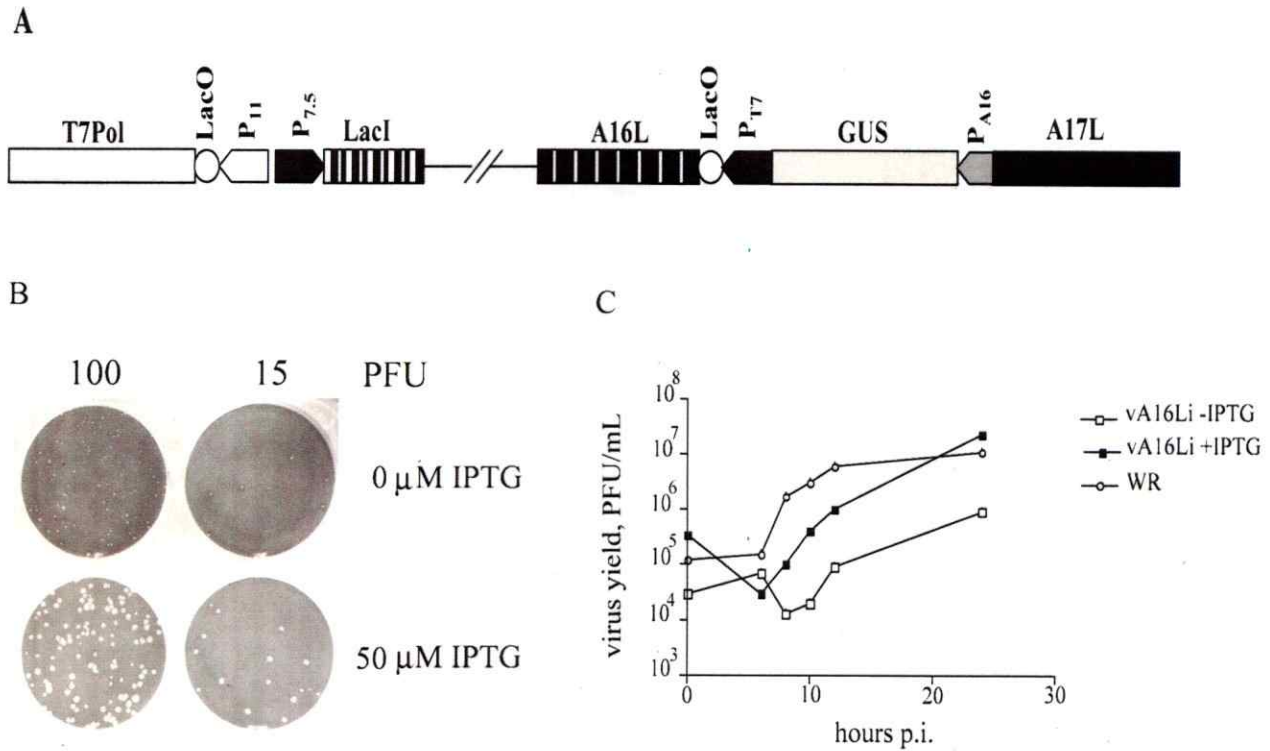 A
T7Pol LacO P11 P7.5 LacI A16L LacO PT7 GUS PA16 A17L
B
100 15 PFU
0 µM IPTG
50 µM IPTG
C
virus yield, PFU/mL
10^8
10^7
10^6
10^5
10^4
10^3
0 10 20 30
hours p.i.
vA16Li -IPTG
vA16Li +IPTG
WR